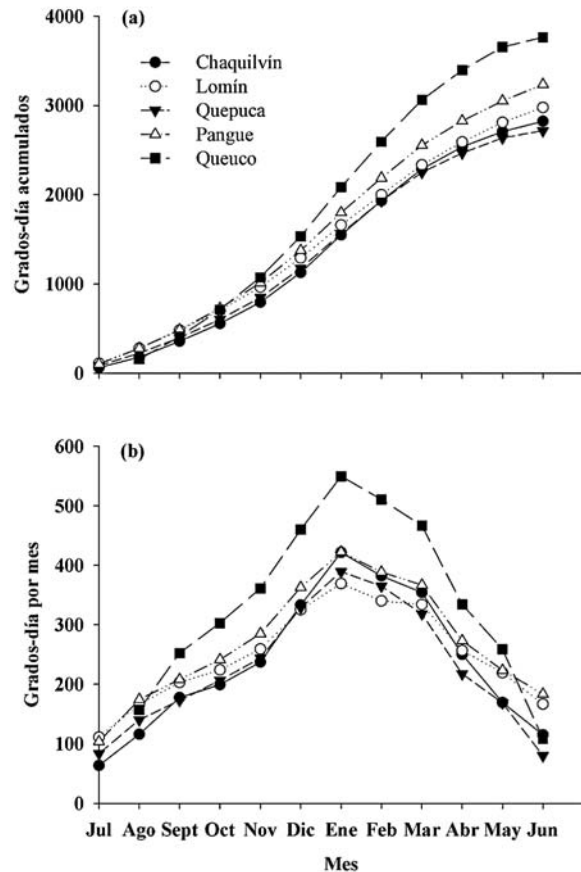 (a)
4000
3000
2000
1000
0
Grados-día acumulados
Chaquilvín
Lomín
Quepuca
Pangue
Queuco
(b)
600
500
400
300
200
100
0
Grados-día por mes
Jul Ago Sept Oct Nov Dic Ene Feb Mar Abr May Jun
Mes